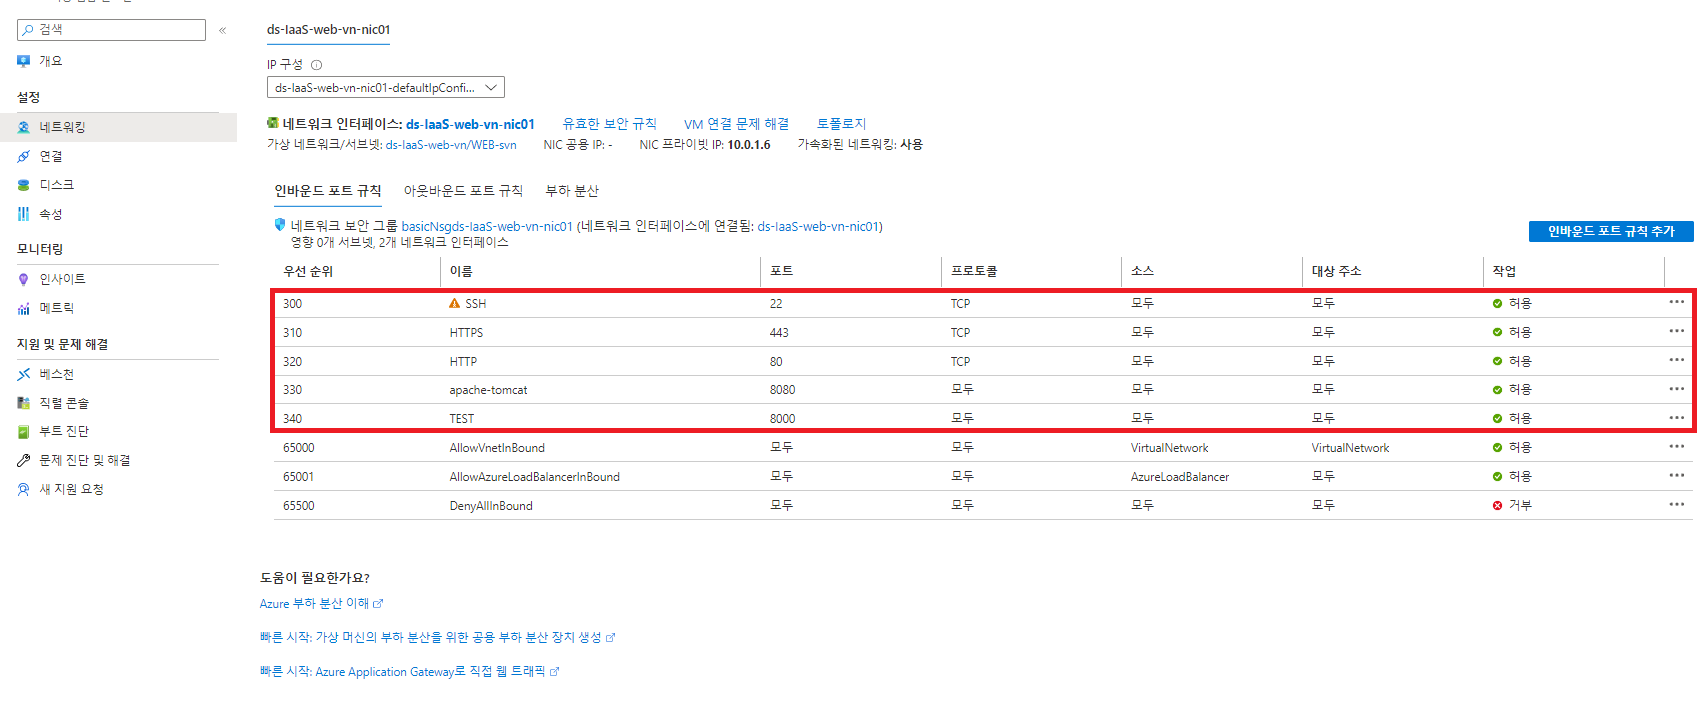 검색
«
개요
설정
네트워킹
연결
디스크
속성
모니터링
인사이트
메트릭
지원 및 문제 해결
베스천
직렬 콘솔
부트 진단
문제 진단 및 해결
새 지원 요청
ds-IaaS-web-vn-nic01
IP 구성
ds-IaaS-web-vn-nic01-defaultIpConfi...
네트워크 인터페이스: ds-IaaS-web-vn-nic01 유효한 보안 규칙 VM 연결 문제 해결 토폴로지
가상 네트워크/서브넷: ds-IaaS-web-vn/WEB-svn NIC 공용 IP: - NIC 프라이빗 IP: 10.0.1.6 가속화된 네트워킹: 사용
인바운드 포트 규칙 아웃바운드 포트 규칙 부하 분산
네트워크 보안 그룹 basicNsgds-IaaS-web-vn-nic01 (네트워크 인터페이스에 연결됨: ds-IaaS-web-vn-nic01)
영향 0개 서브넷, 2개 네트워크 인터페이스
인바운드 포트 규칙 추가
우선 순위 이름 포트 프로토콜 소스 대상 주소 작업
300 SSH 22 TCP 모두 모두 허용 •••
310 HTTPS 443 TCP 모두 모두 허용 •••
320 HTTP 80 TCP 모두 모두 허용 •••
330 apache-tomcat 8080 모두 모두 모두 허용 •••
340 TEST 8000 모두 모두 모두 허용 •••
65000 AllowVnetInBound 모두 모두 VirtualNetwork VirtualNetwork 허용 •••
65001 AllowAzureLoadBalancerInBound 모두 모두 AzureLoadBalancer 모두 허용 •••
65500 DenyAllInBound 모두 모두 모두 모두 거부 •••
도움이 필요한가요?
Azure 부하 분산 이해
빠른 시작: 가상 머신의 부하 분산을 위한 공용 부하 분산 장치 생성
빠른 시작: Azure Application Gateway로 직접 웹 트래픽